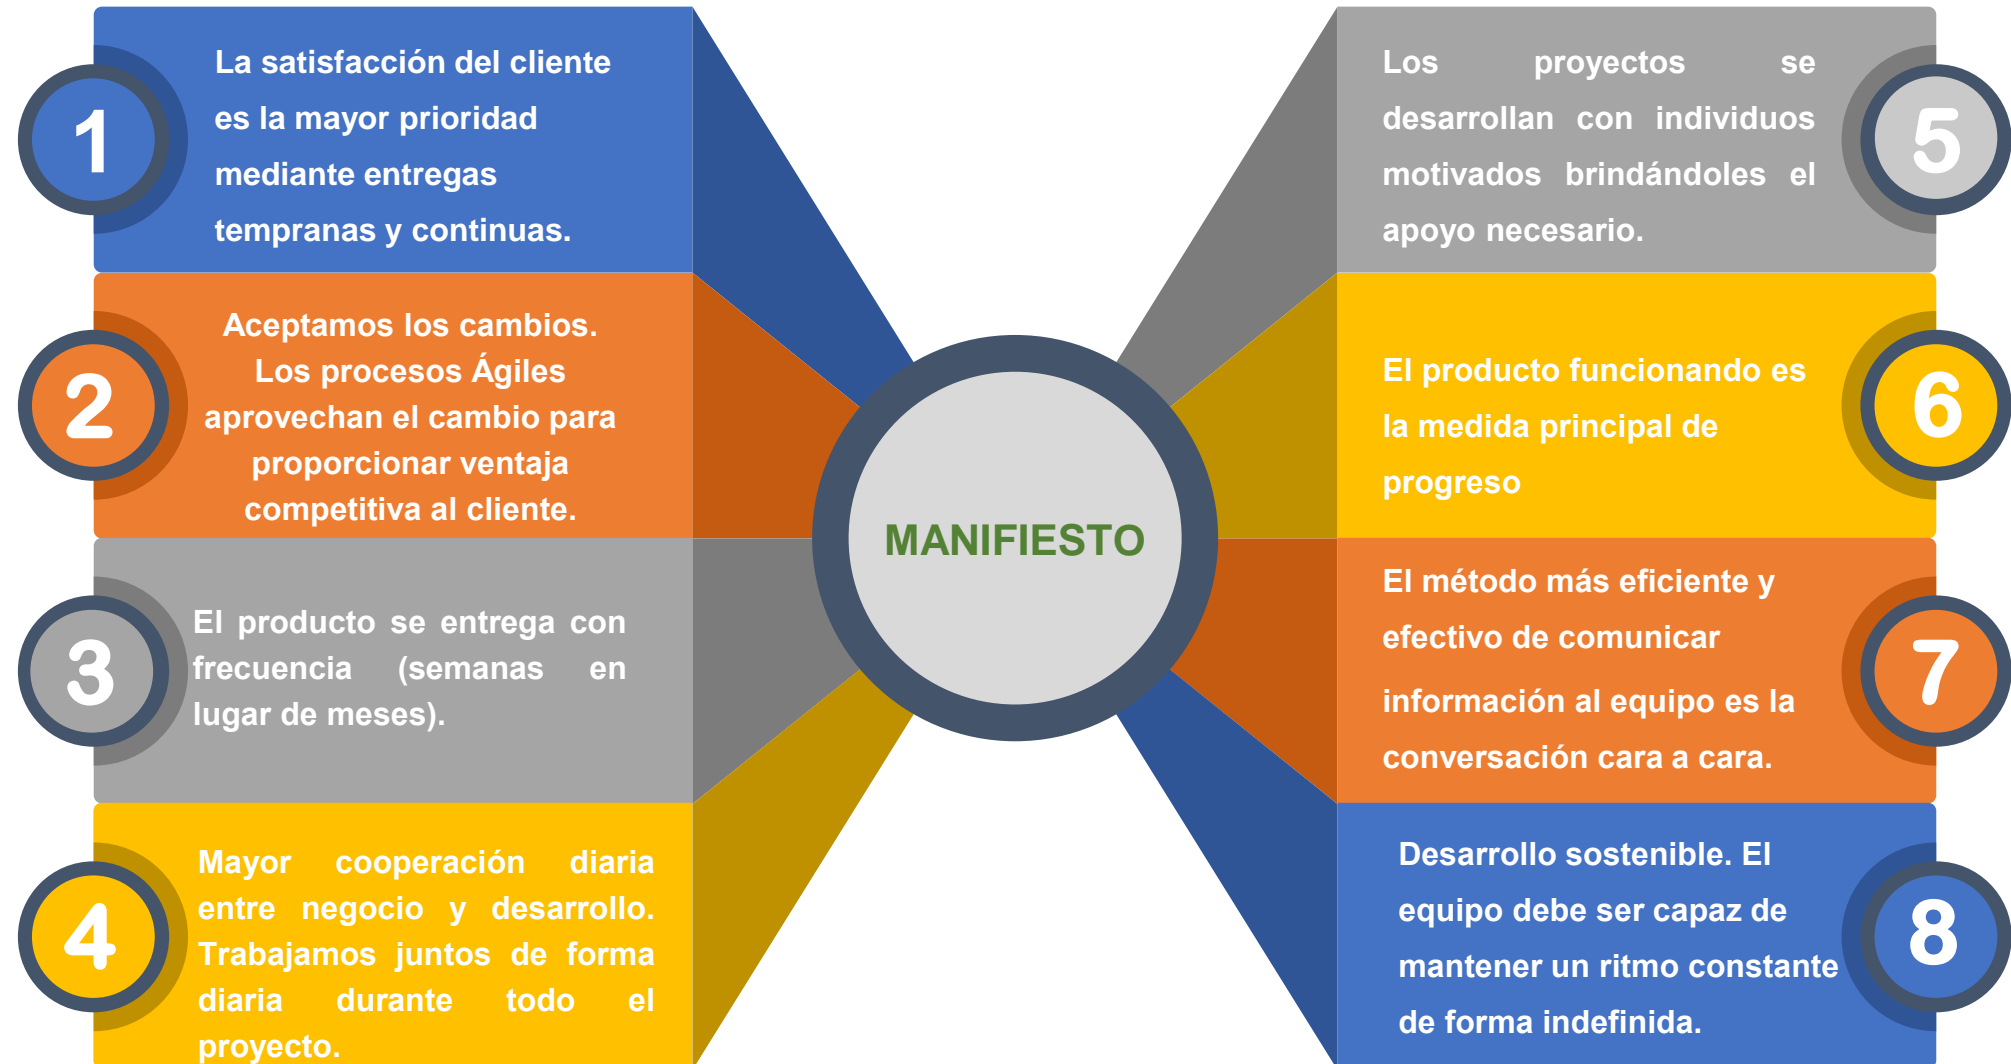 1
La satisfacción del cliente
es la mayor prioridad
mediante entregas
tempranas y continuas.
2
Aceptamos los cambios.
Los procesos Ágiles
aprovechan el cambio para
proporcionar ventaja
competitiva al cliente.
3
El producto se entrega con
frecuencia (semanas en
lugar de meses).
4
Mayor cooperación diaria
entre negocio y desarrollo.
Trabajamos juntos de forma
diaria durante todo el
proyecto.
MANIFIESTO
Los proyectos se
desarrollan con individuos
motivados brindándoles el
apoyo necesario.
5
El producto funcionando es
la medida principal de
progreso
6
El método más eficiente y
efectivo de comunicar
información al equipo es la
conversación cara a cara.
7
Desarrollo sostenible. El
equipo debe ser capaz de
mantener un ritmo constante
de forma indefinida.
8